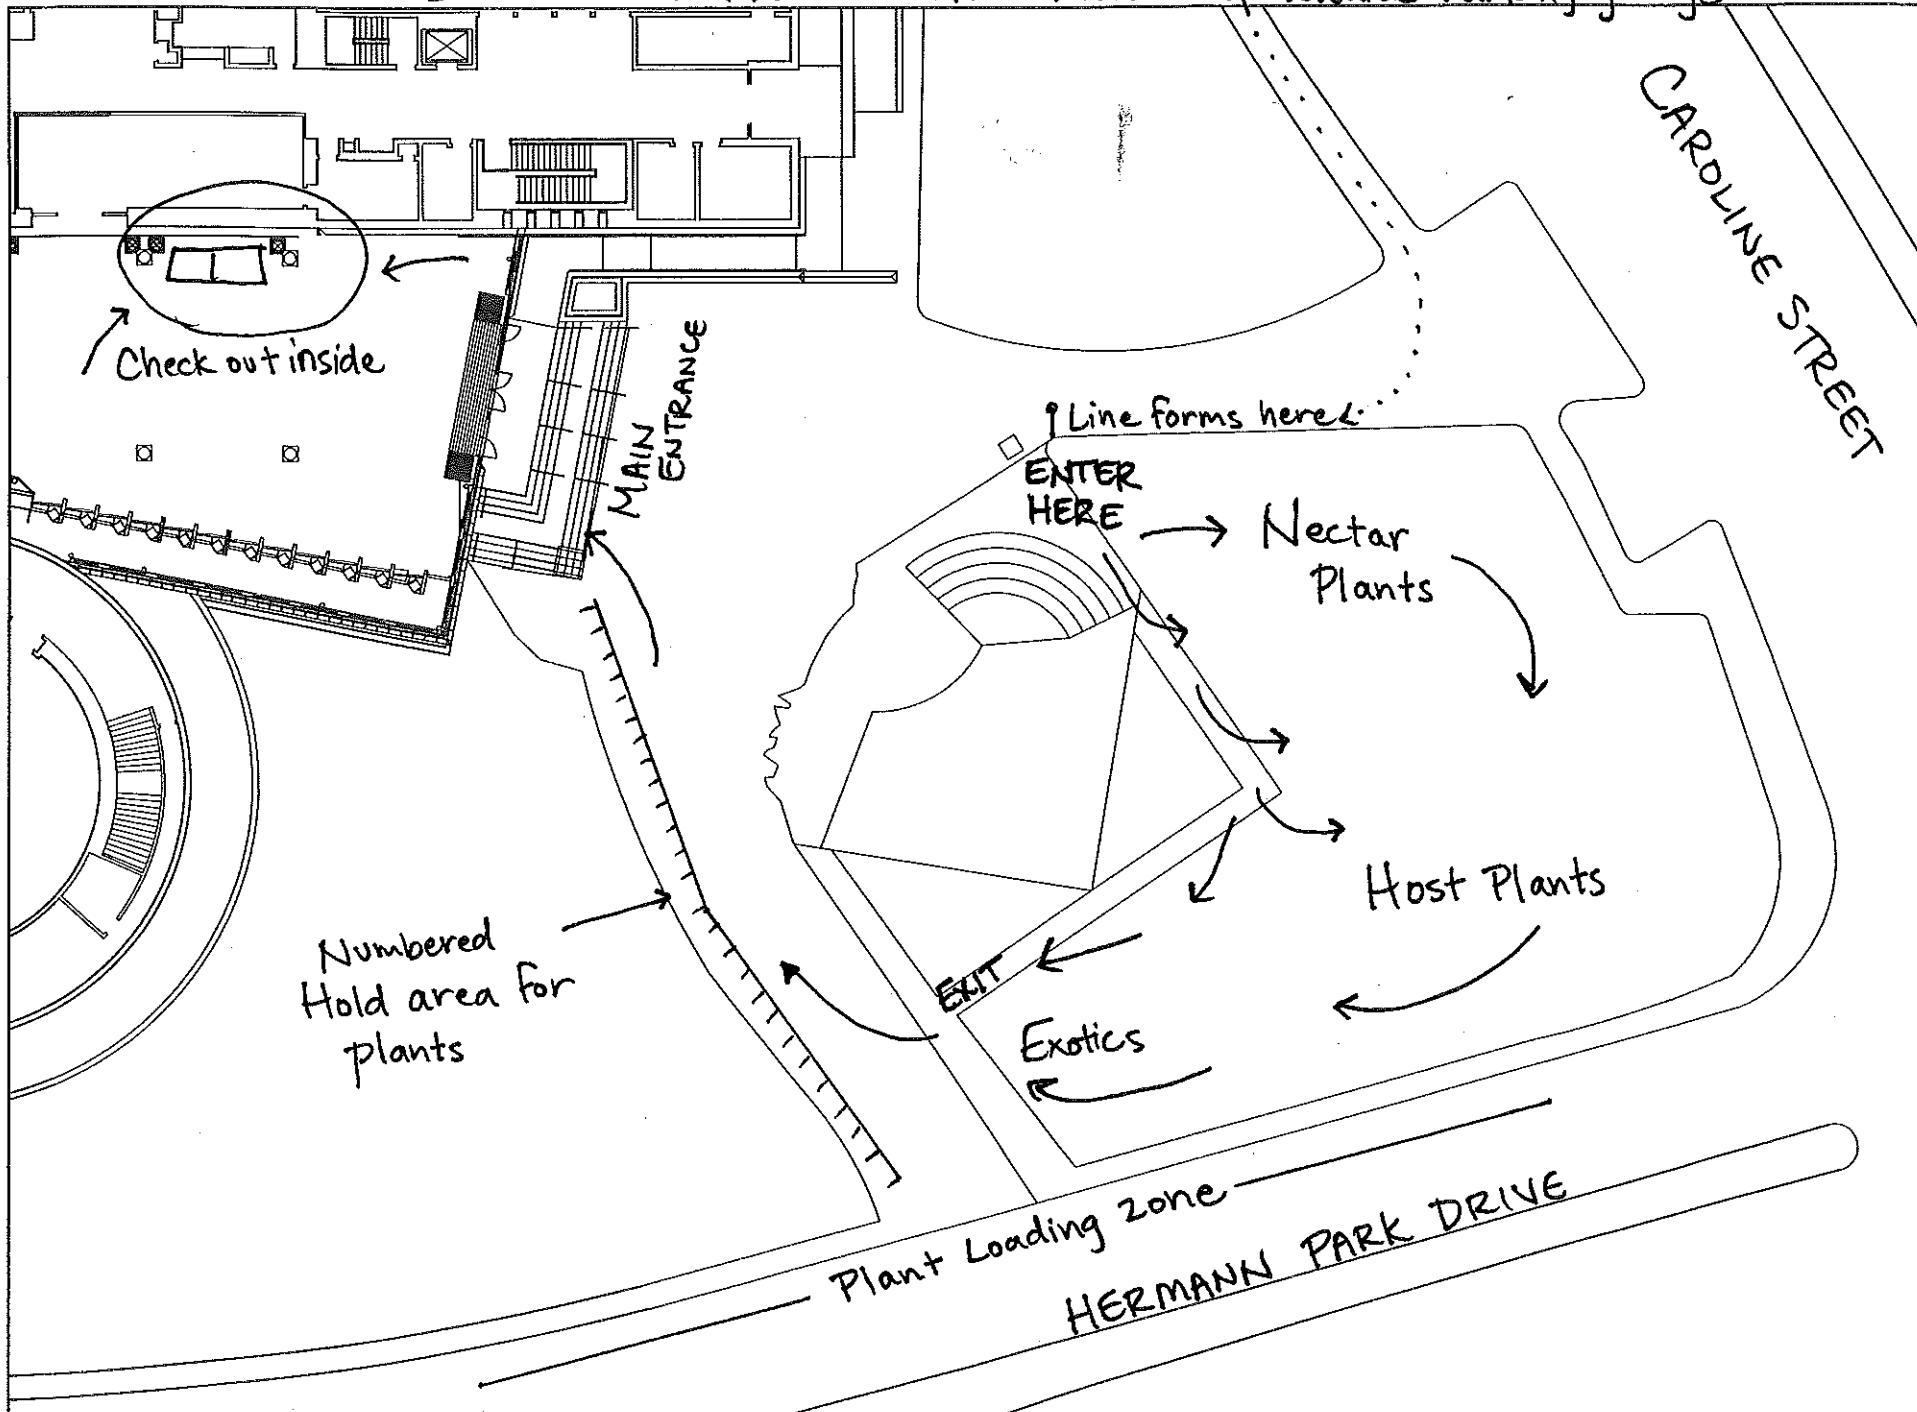 CAROLINE STREET
Check out inside
MAIN
ENTRANCE
Line forms here
ENTER
HERE
Nectar
Plants
Host Plants
Numbered
Hold area for
plants
EXIT
Exotics
Plant Loading Zone
HERMANN PARK DRIVE